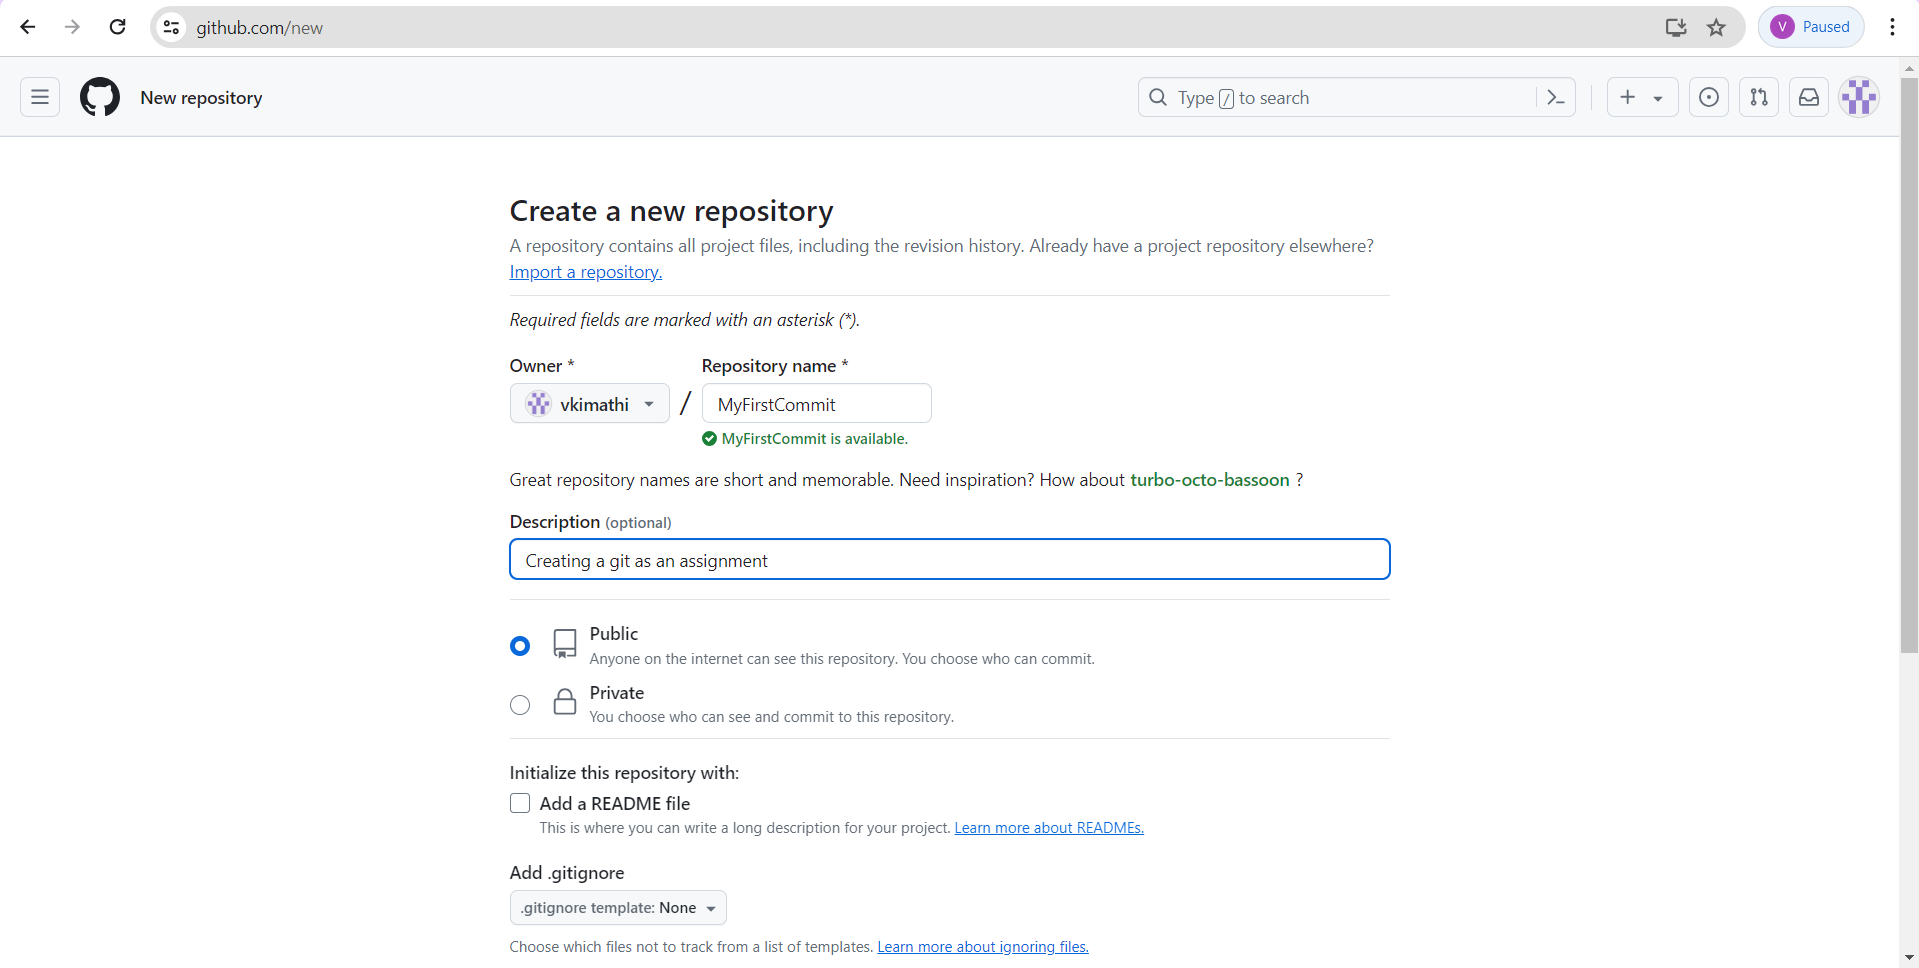 github.com/new
V Paused
New repository
Type / to search
Create a new repository
A repository contains all project files, including the revision history. Already have a project repository elsewhere?
Import a repository.
Required fields are marked with an asterisk (*).
Owner * Repository name *
vkimathi / MyFirstCommit
MyFirstCommit is available.
Great repository names are short and memorable. Need inspiration? How about turbo-octo-bassoon ?
Description (optional)
Creating a git as an assignment
Public
Anyone on the internet can see this repository. You choose who can commit.
Private
You choose who can see and commit to this repository.
Initialize this repository with:
Add a README file
This is where you can write a long description for your project. Learn more about READMEs.
Add .gitignore
.gitignore template: None
Choose which files not to track from a list of templates. Learn more about ignoring files.